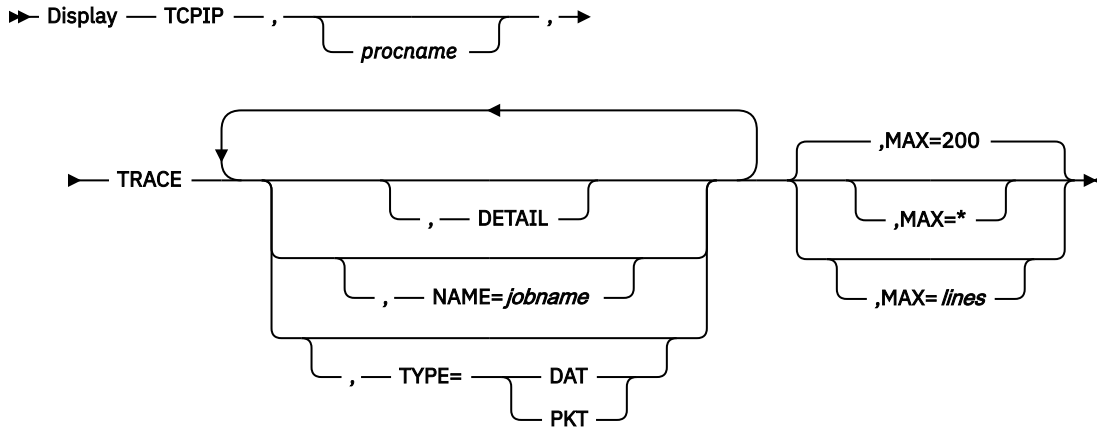 Display TCPIP , ,
procname
,MAX=200
TRACE
, DETAIL ,MAX=*
, NAME=jobname ,MAX=lines
, TYPE= DAT
PKT